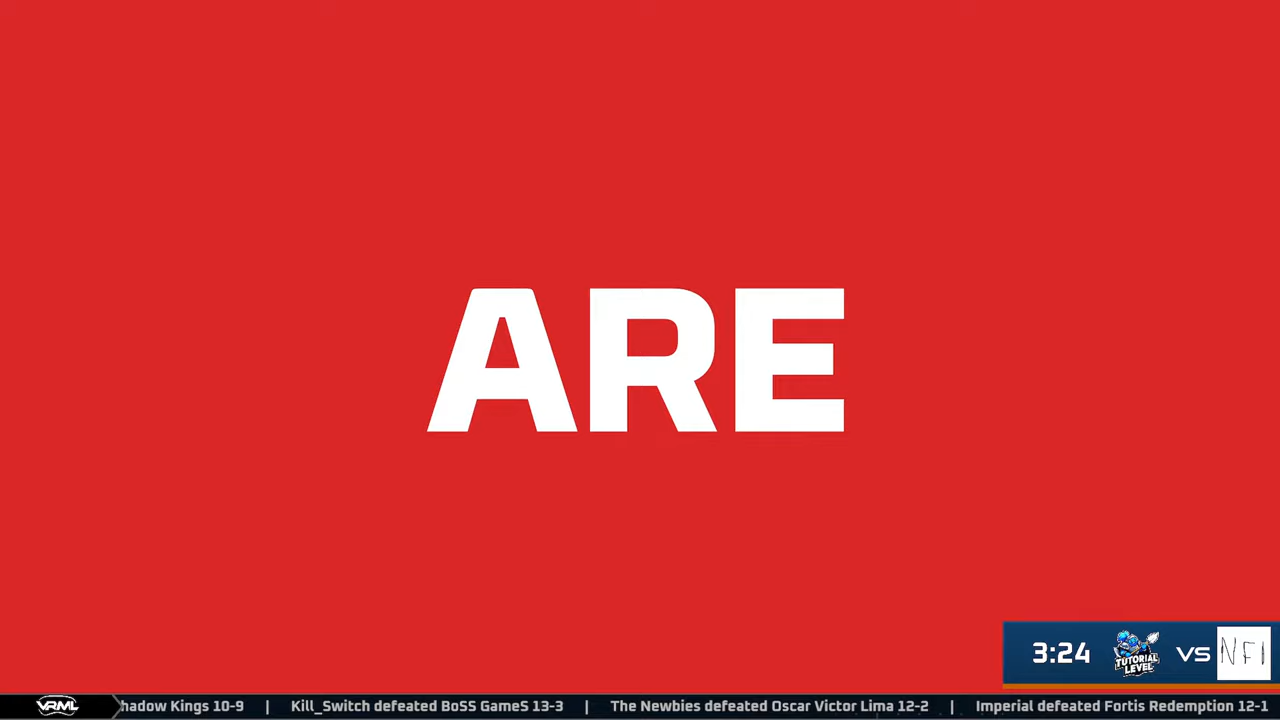 ARE
3:24
TUTORIAL
LEVEL
VS
NFI
VRML
hadow Kings 10-9 | Kill_Switch defeated BoSS GameS 13-3 | The Newbies defeated Oscar Victor Lima 12-2 | Imperial defeated Fortis Redemption 12-1